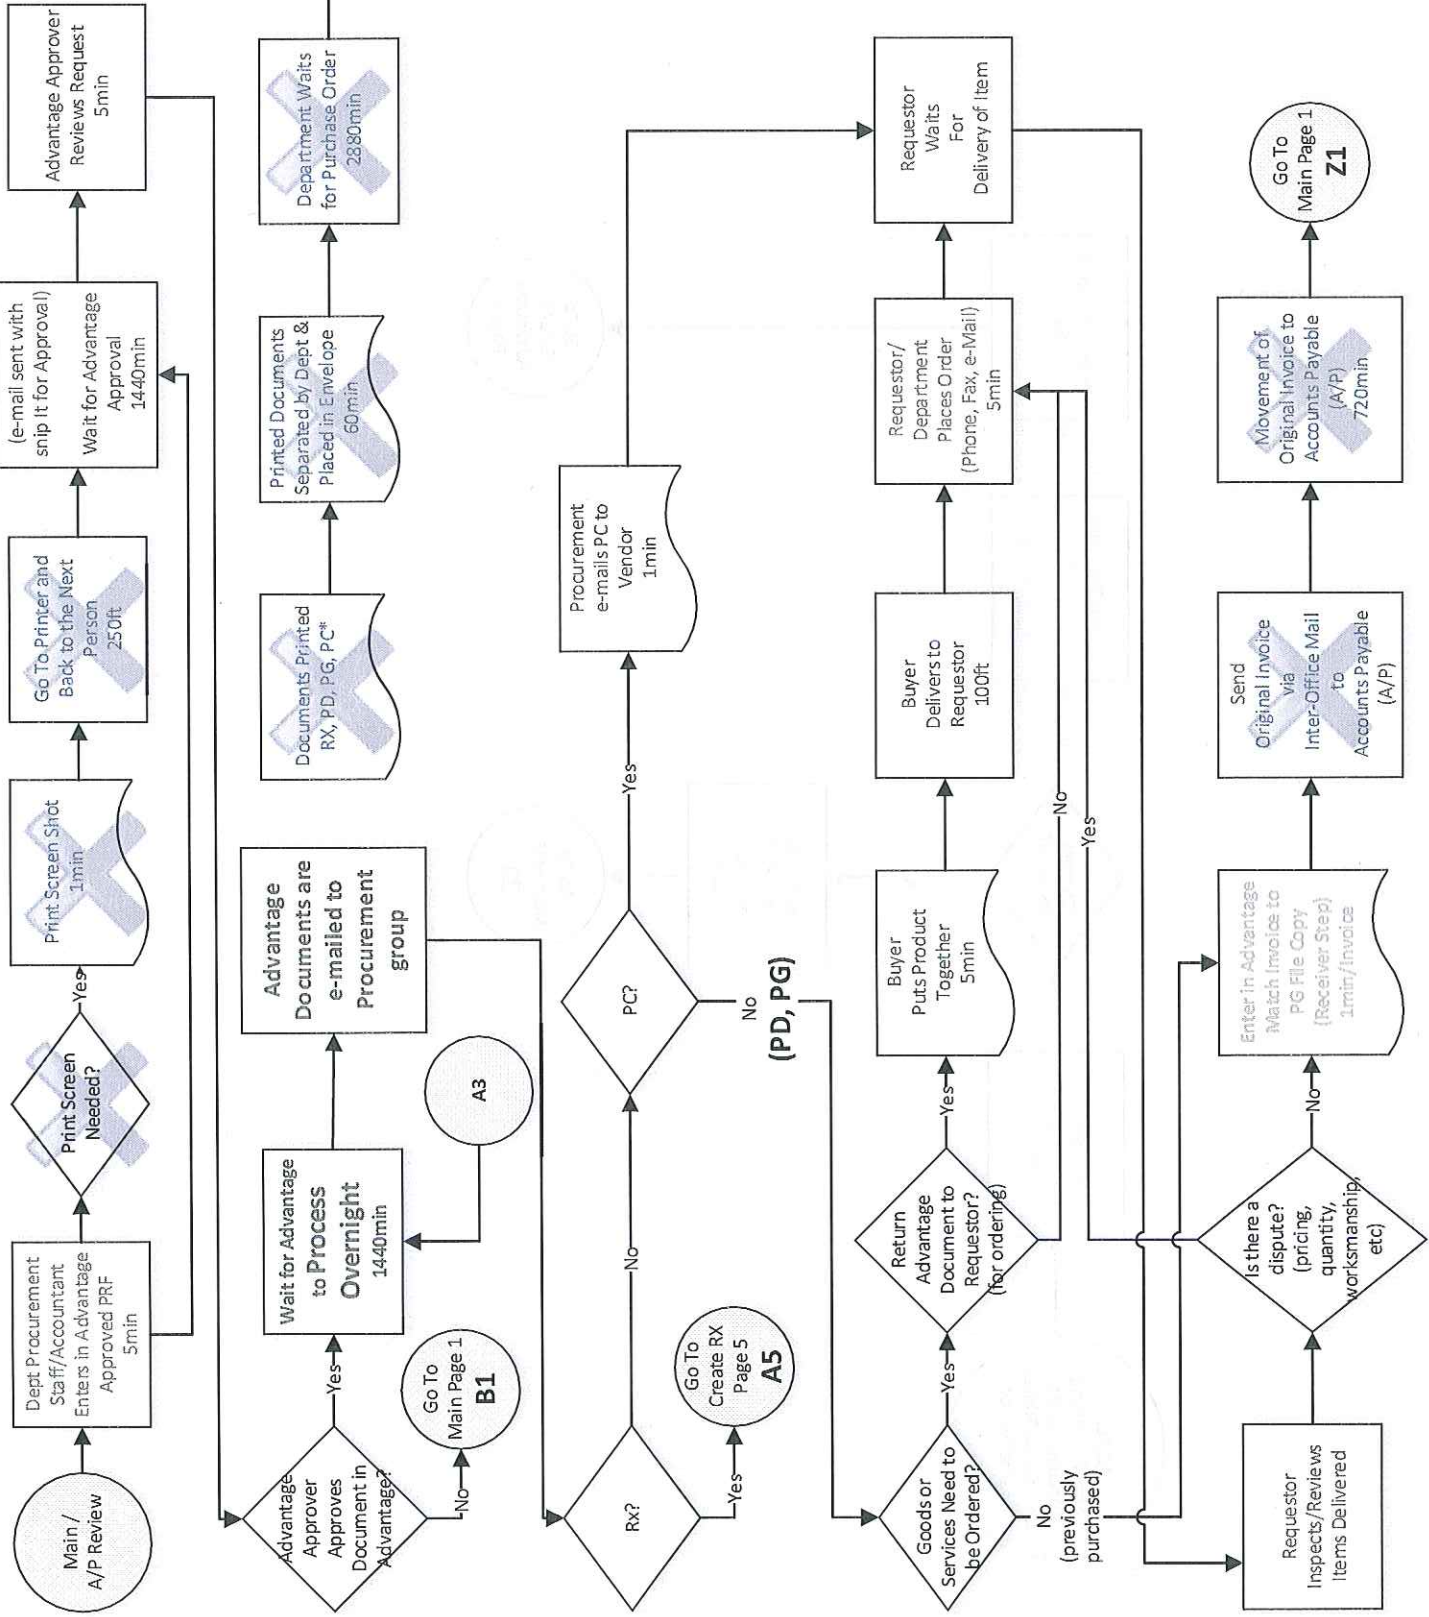 Main /
A/P Review
Dept Procurement
Staff/Accountant
Enters in Advantage
Approved PRF
5min
Print Screen
Needed?
Yes
Print Screen Shot
1min
Go To Printer and
Back to the Next
Person
250ft
(e-mail sent with
snip It for Approval)
Wait for Advantage
Approval
1440min
Advantage Approver
Reviews Request
5min
Advantage
Approver
Approves
Document in
Advantage?
Yes
No
Go To
Main Page 1
B1
Wait for Advantage
to Process
Overnight
1440min
A3
Advantage
Documents are
e-mailed to
Procurement
group
Documents Printed
RX, PD, PG, PC*
Printed Documents
Separated by Dept &
Placed in Envelope
60min
Department Waits
for Purchase Order
2880min
Rx?
Yes
Go To
Create RX
Page 5
A5
No
PC?
Yes
No
(PD, PG)
Procurement
e-mails PC to
Vendor
1min
Goods or
Services Need to
be Ordered?
Yes
No
(previously
purchased)
Return
Advantage
Document to
Requestor?
(for ordering)
Yes
No
Buyer
Puts Product
Together
5min
Buyer
Delivers to
Requestor
100ft
Requestor/
Department
Places Order
(Phone, Fax, e-Mail)
5min
Requestor
Waits
For
Delivery of Item
Requestor
Inspects/Reviews
Items Delivered
Is there a
dispute?
(pricing,
quantity,
worksmanship,
etc)
Yes
No
Enter in Advantage
Match Invoice to
PG File Copy
(Receiver Step)
1min/Invoice
Send
Original Invoice
via
Inter-Office Mail
to
Accounts Payable
(A/P)
Movement of
Original Invoice to
Accounts Payable
(A/P)
720min
Go To
Main Page 1
Z1